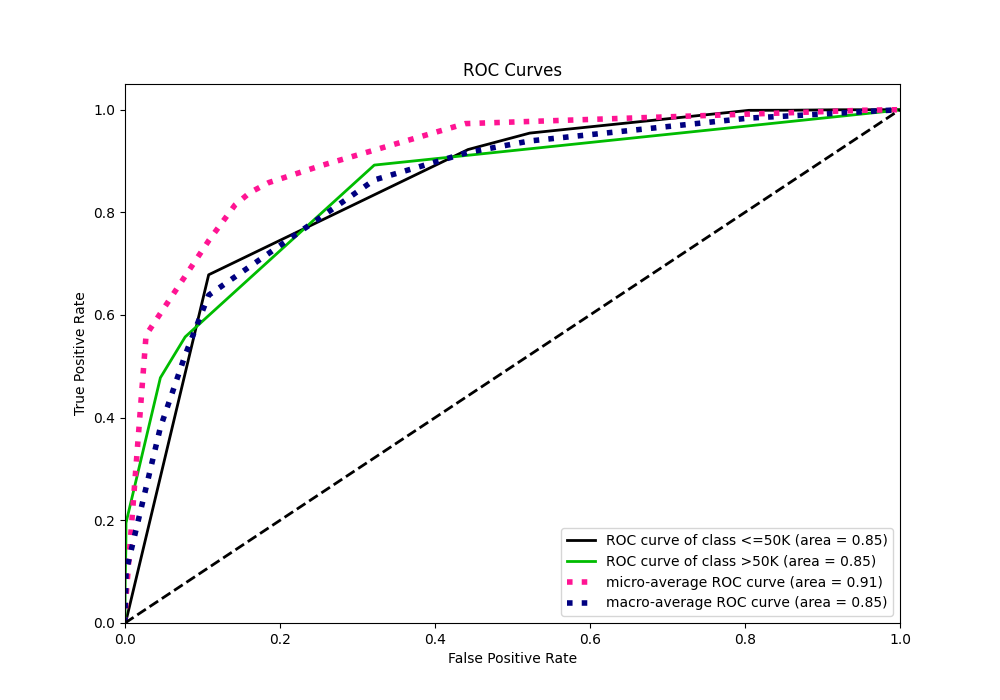 ROC Curves
True Positive Rate
1.0
0.8
0.6
0.4
0.2
0.0
0.0 0.2 0.4 0.6 0.8 1.0
False Positive Rate
ROC curve of class <=50K (area = 0.85)
ROC curve of class >50K (area = 0.85)
micro-average ROC curve (area = 0.91)
macro-average ROC curve (area = 0.85)